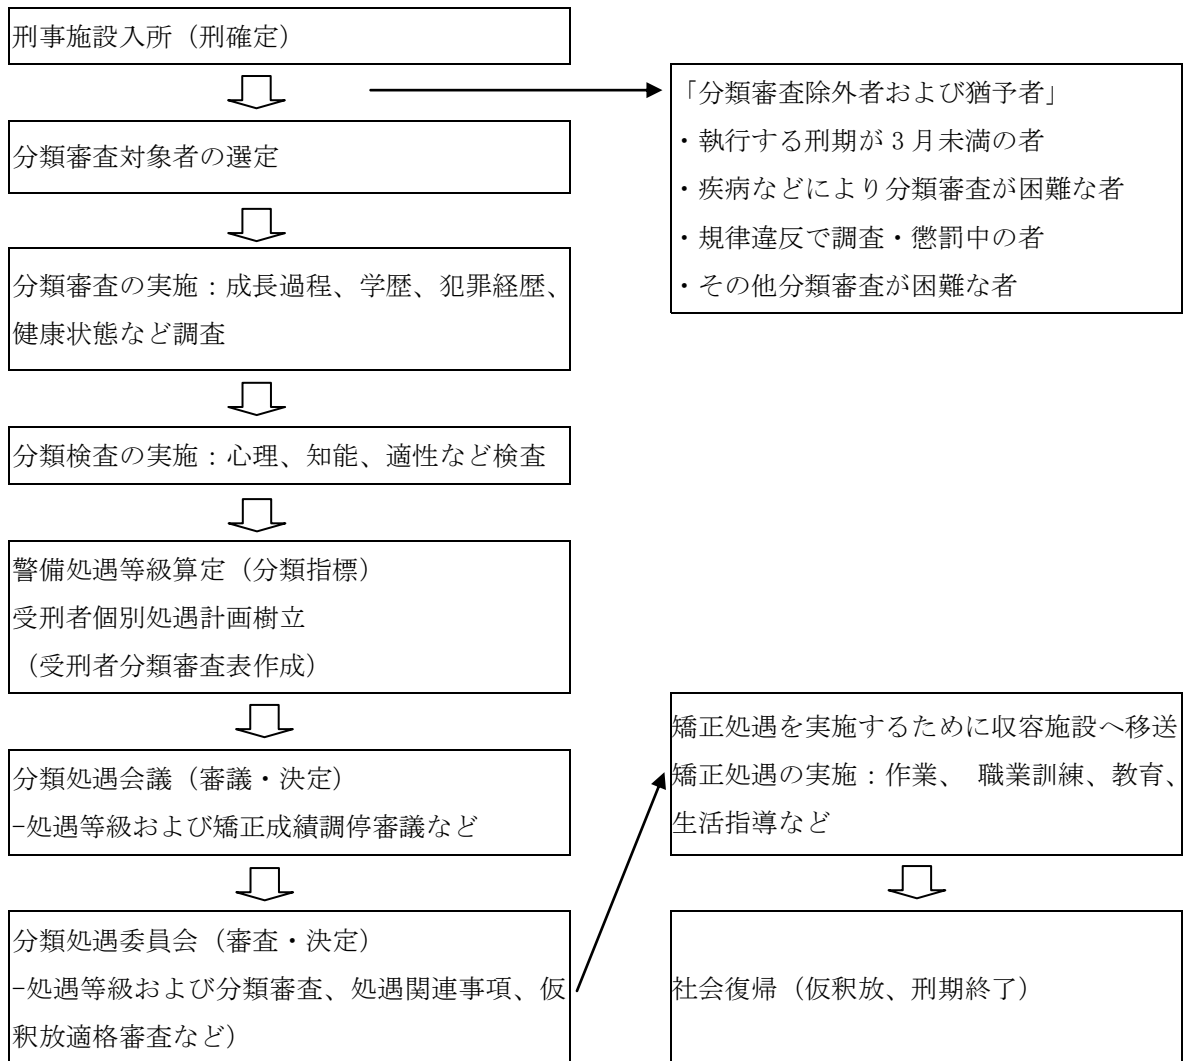 刑事施設入所（刑確定）
「分類審査除外者および猶予者」
・執行する刑期が 3 月未満の者
・疾病などにより分類審査が困難な者
・規律違反で調査・懲罰中の者
・その他分類審査が困難な者
分類審査対象者の選定
分類審査の実施：成長過程、学歴、犯罪経歴、
健康状態など調査
分類検査の実施：心理、知能、適性など検査
警備処遇等級算定（分類指標）
受刑者個別処遇計画樹立
（受刑者分類審査表作成）
分類処遇会議（審議・決定）
−処遇等級および矯正成績調停審議など
分類処遇委員会（審査・決定）
−処遇等級および分類審査、処遇関連事項、仮
釈放適格審査など）
矯正処遇を実施するために収容施設へ移送
矯正処遇の実施：作業、 職業訓練、教育、
生活指導など
社会復帰（仮釈放、刑期終了）